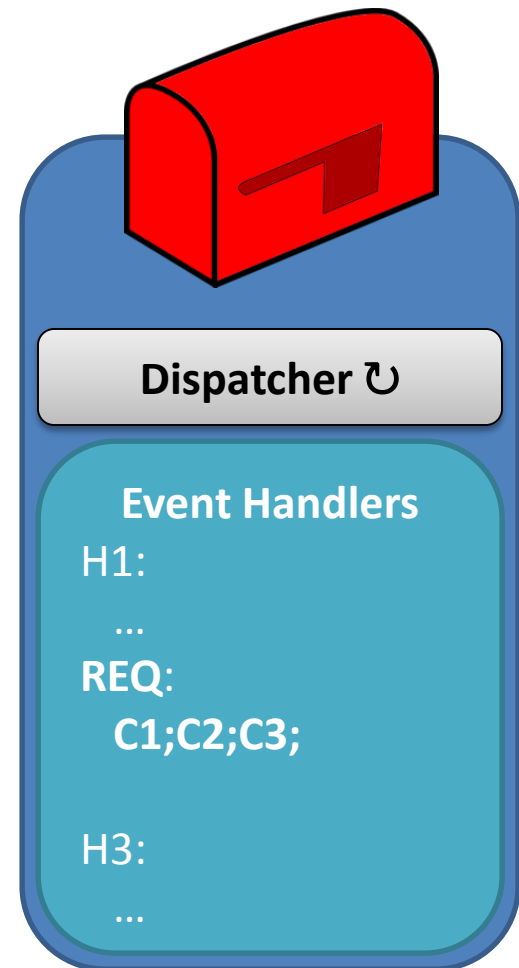 Dispatcher ↻
Event Handlers
H1:
…
REQ:
C1;C2;C3;
H3:
…